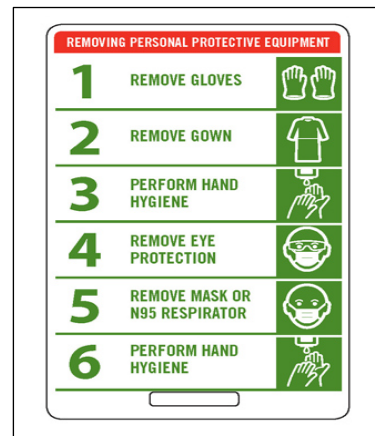 REMOVING PERSONAL PROTECTIVE EQUIPMENT
1 REMOVE GLOVES
2 REMOVE GOWN
3 PERFORM HAND
HYGIENE
4 REMOVE EYE
PROTECTION
5 REMOVE MASK OR
N95 RESPIRATOR
6 PERFORM HAND
HYGIENE